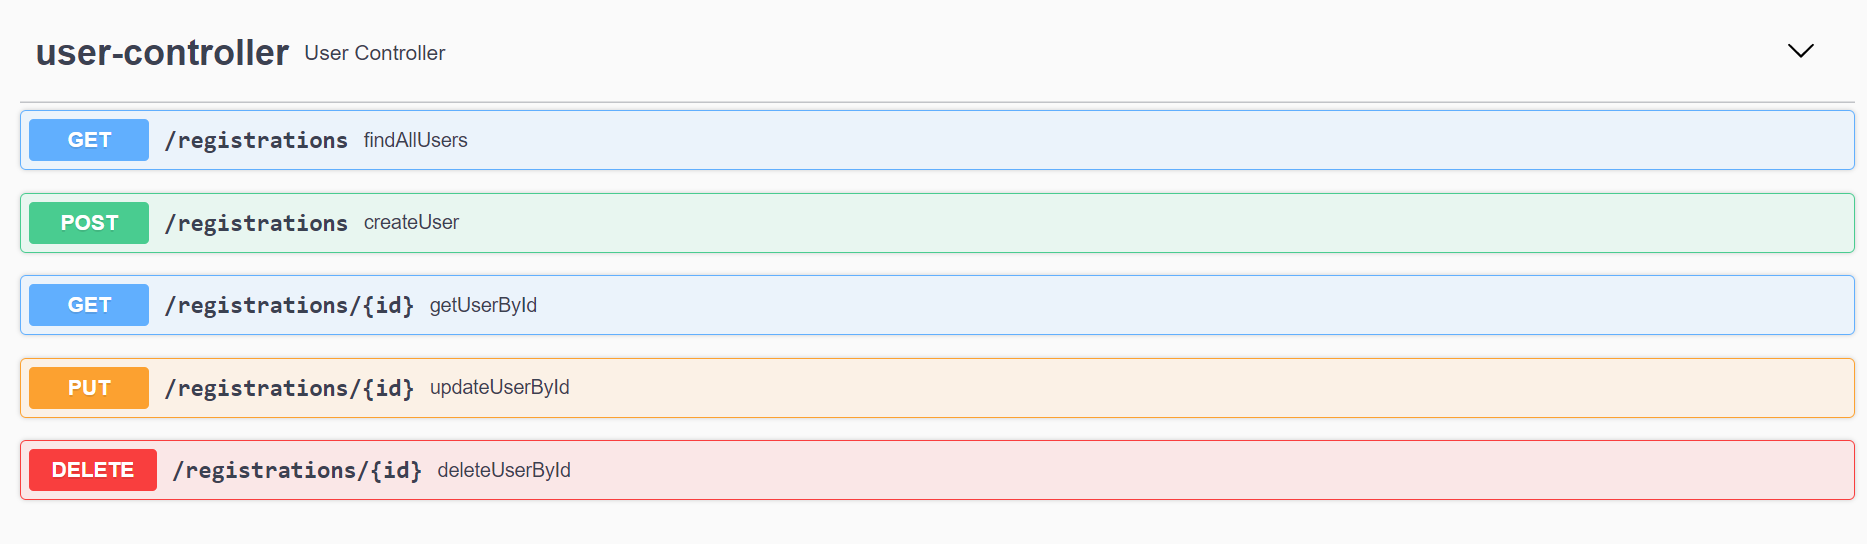 user-controller User Controller
GET /registrations findAllUsers
POST /registrations createUser
GET /registrations/{id} getUserById
PUT /registrations/{id} updateUserById
DELETE /registrations/{id} deleteUserById